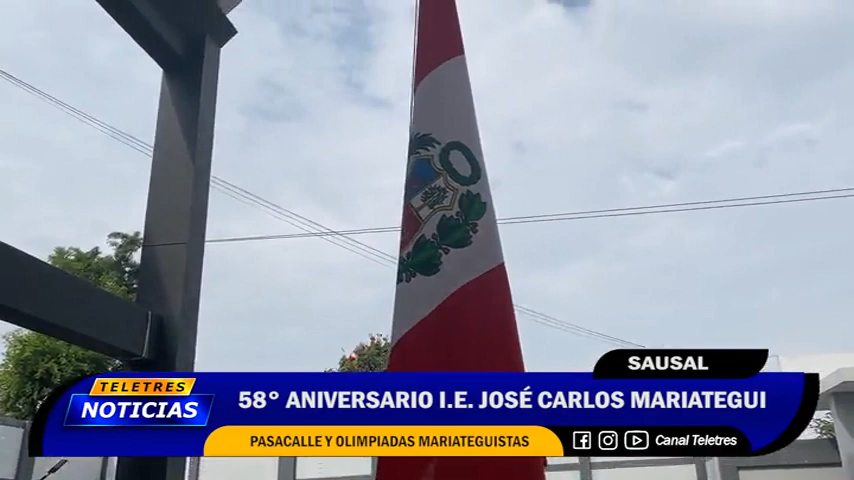 SAUSAL
TELETRES
NOTICIAS
58° ANIVERSARIO I.E. JOSÉ CARLOS MARIATEGUI
PASACALLE Y OLIMPIADAS MARIATEGUISTAS
Canal Teletres